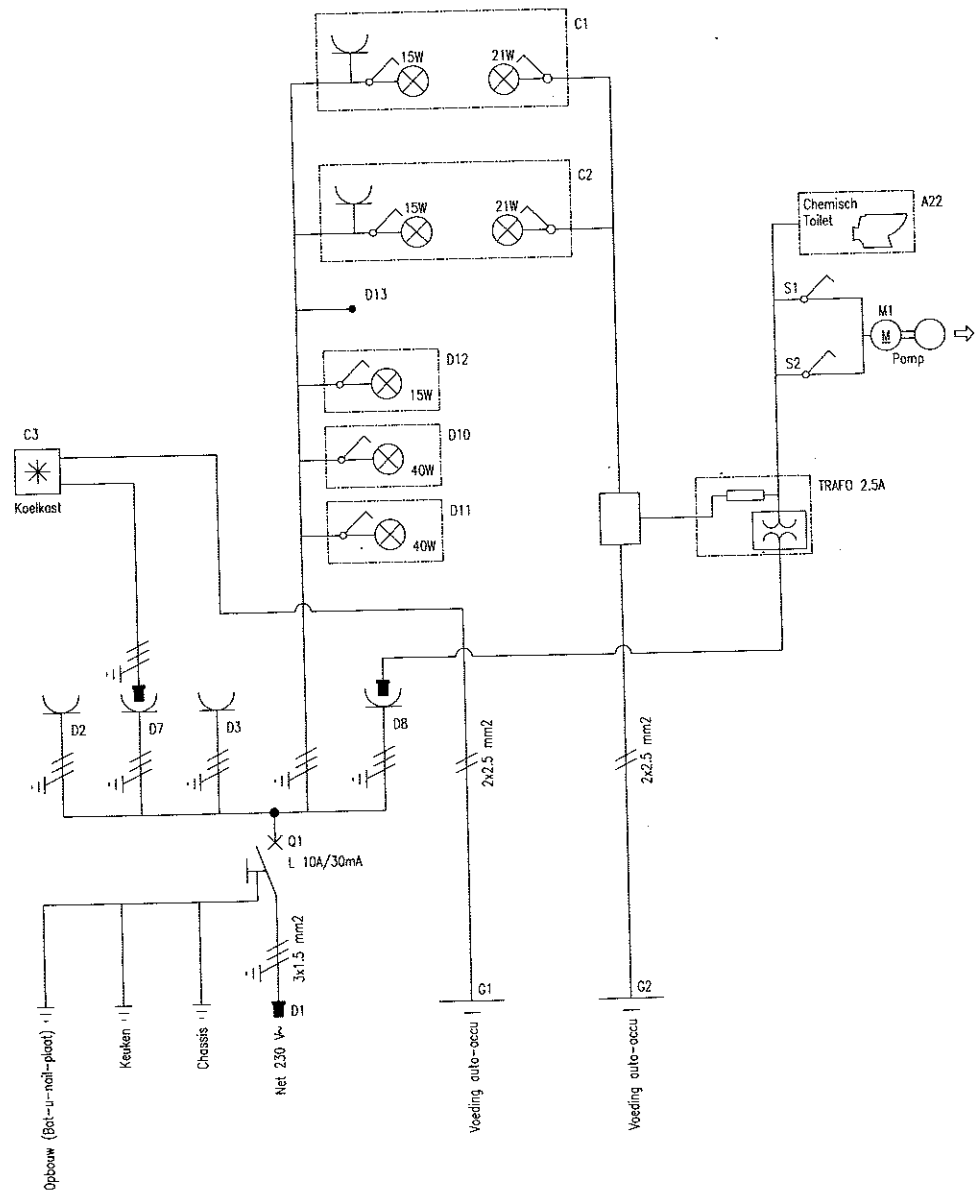 C1
15W
21W
C2
15W
21W
Chemisch
Toilet
A22
D13
S1
M1
M
Pomp
S2
D12
15W
C3
Koelkast
D10
40W
TRAFO 2.5A
D11
40W
D2
D7
D3
D8
2x2.5 mm2
2x2.5 mm2
Q1
L 10A/30mA
3x1.5 mm2
D1
G1
G2
Opbouw (Bat-u-nail-plaat)
Keuken
Chassis
Net 230 V~
Voeding auto-accu
Voeding auto-accu